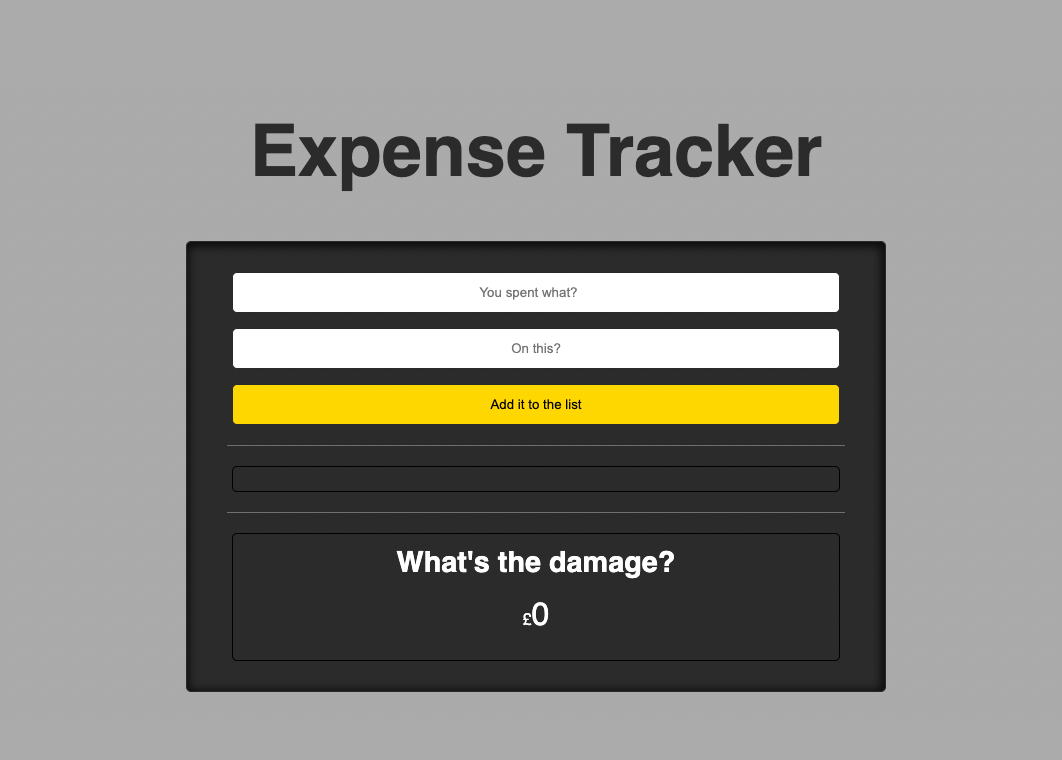 Expense Tracker
You spent what?
On this?
Add it to the list
What's the damage?
£0